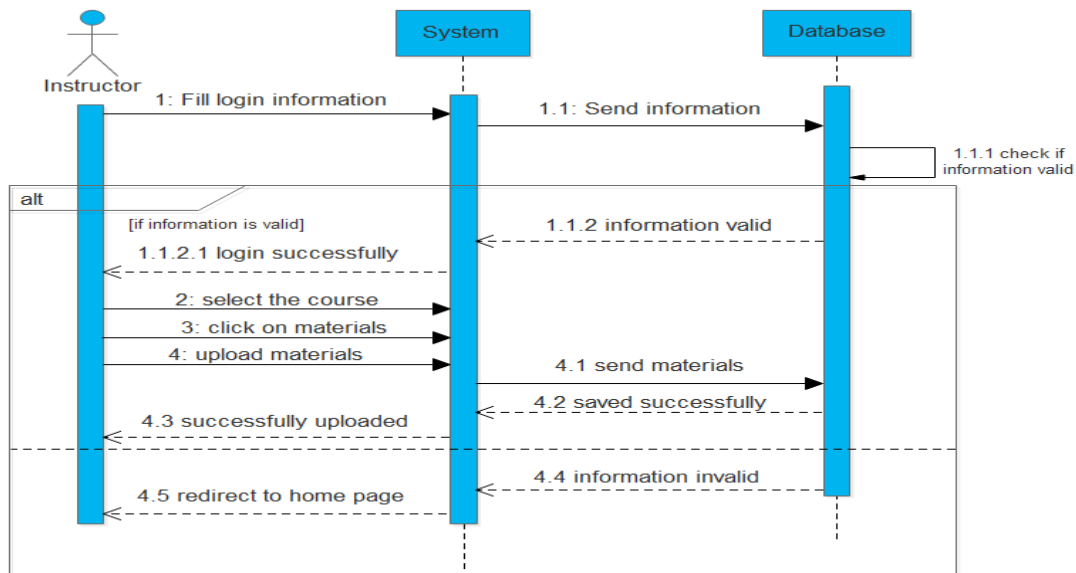 System
Database
Instructor
1: Fill login information
1.1: Send information
1.1.1 check if
information valid
alt
[if information is valid]
1.1.2 information valid
1.1.2.1 login successfully
2: select the course
3: click on materials
4: upload materials
4.1 send materials
4.2 saved successfully
4.3 successfully uploaded
4.4 information invalid
4.5 redirect to home page